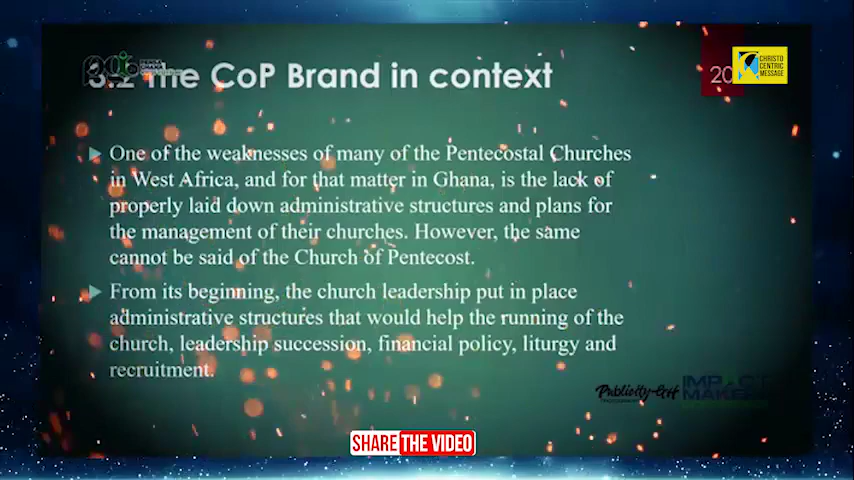 3.2 The CoP Brand in context
20
CHRISTO
CENTRIC
MESSAGE
One of the weaknesses of many of the Pentecostal Churches
in West Africa, and for that matter in Ghana, is the lack of
properly laid down administrative structures and plans for
the management of their churches. However, the same
cannot be said of the Church of Pentecost.
From its beginning, the church leadership put in place
administrative structures that would help the running of the
church, leadership succession, financial policy, liturgy and
recruitment.
IMPACT
MAKERS
SHARE THE VIDEO